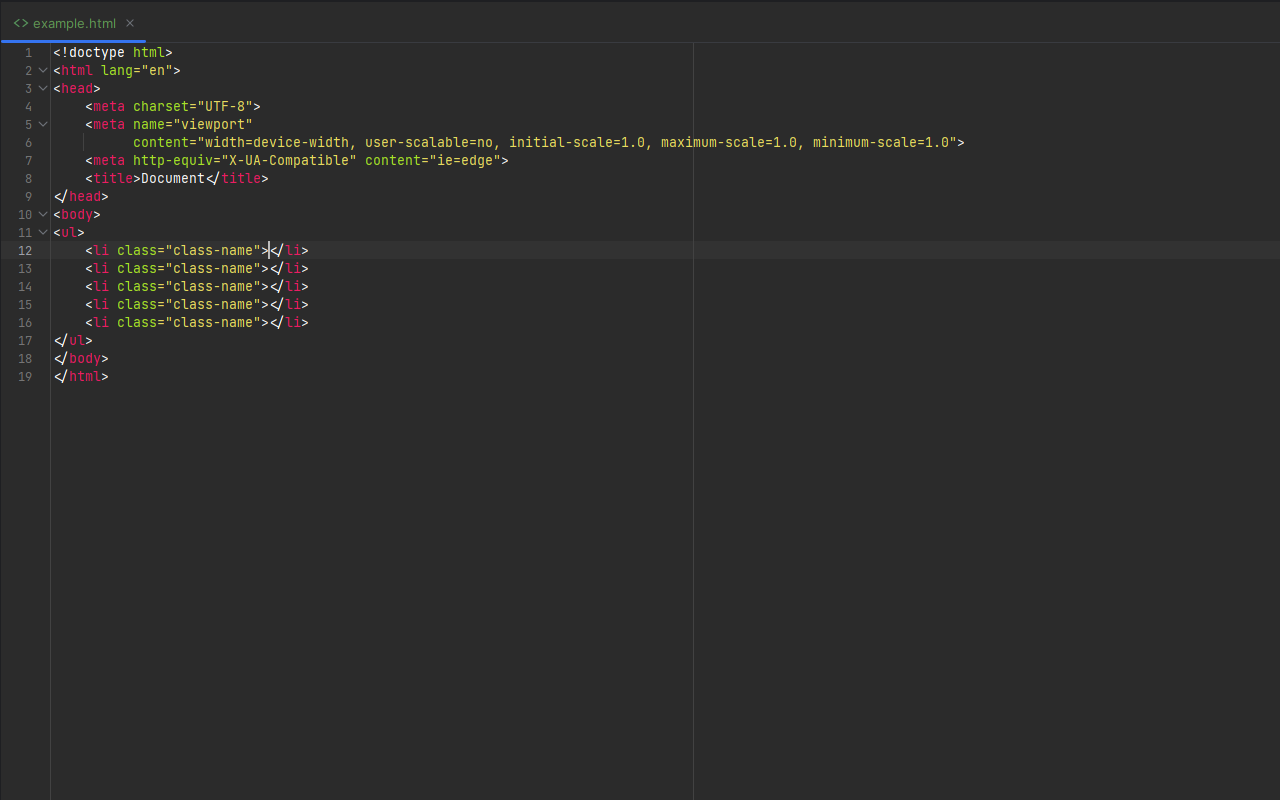 <> example.html ×
1 <!doctype html>
2 <html lang="en">
3 <head>
4     <meta charset="UTF-8">
5     <meta name="viewport"
6           content="width=device-width, user-scalable=no, initial-scale=1.0, maximum-scale=1.0, minimum-scale=1.0">
7     <meta http-equiv="X-UA-Compatible" content="ie=edge">
8     <title>Document</title>
9 </head>
10 <body>
11 <ul>
12     <li class="class-name"></li>
13     <li class="class-name"></li>
14     <li class="class-name"></li>
15     <li class="class-name"></li>
16     <li class="class-name"></li>
17 </ul>
18 </body>
19 </html>